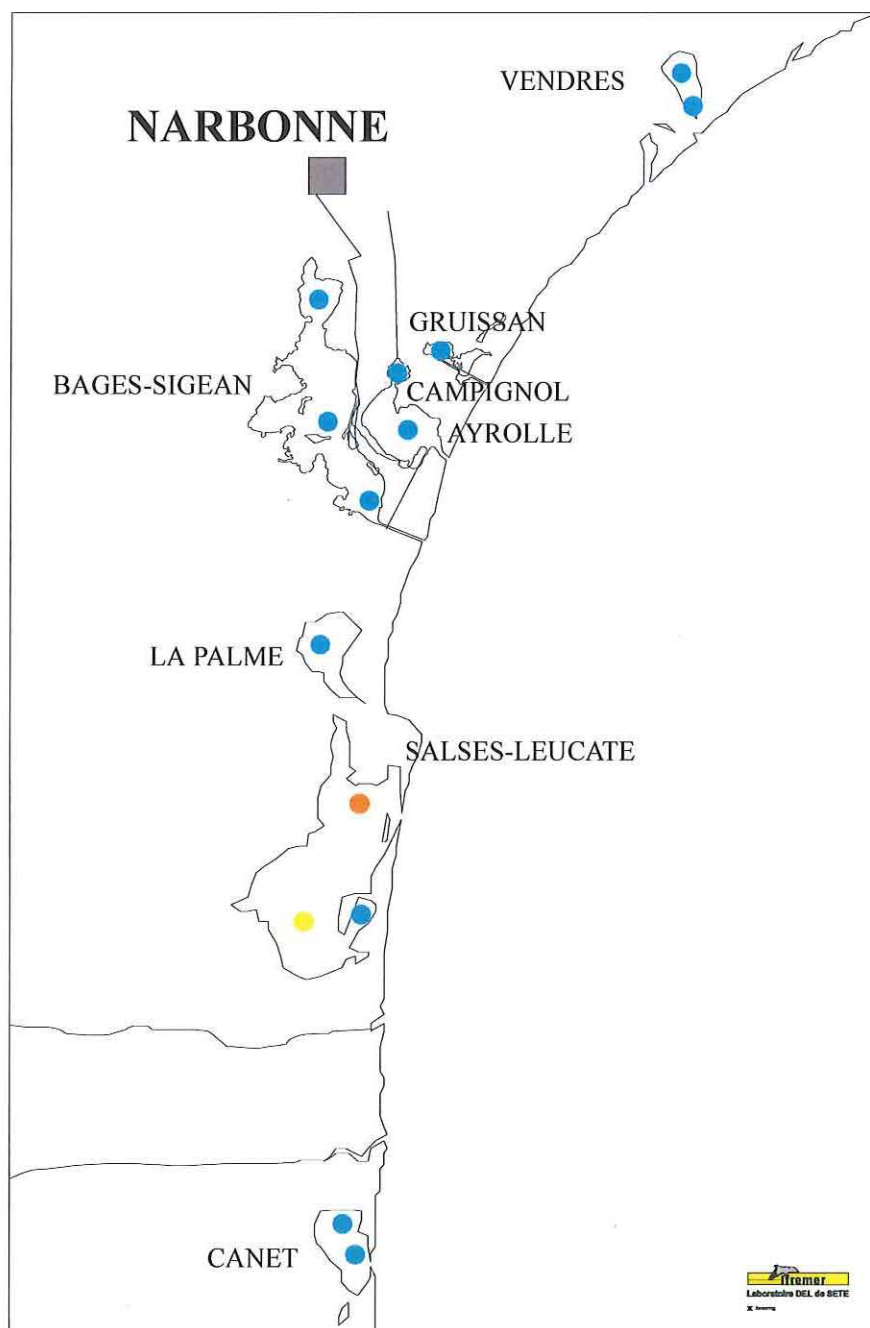 VENDRES
NARBONNE
GRUISSAN
BAGES-SIGEAN
CAMPIGNOL
AYROLLE
LA PALME
SALSES-LEUCATE
CANET
Ifremer
Laboratoire DEL de SETE